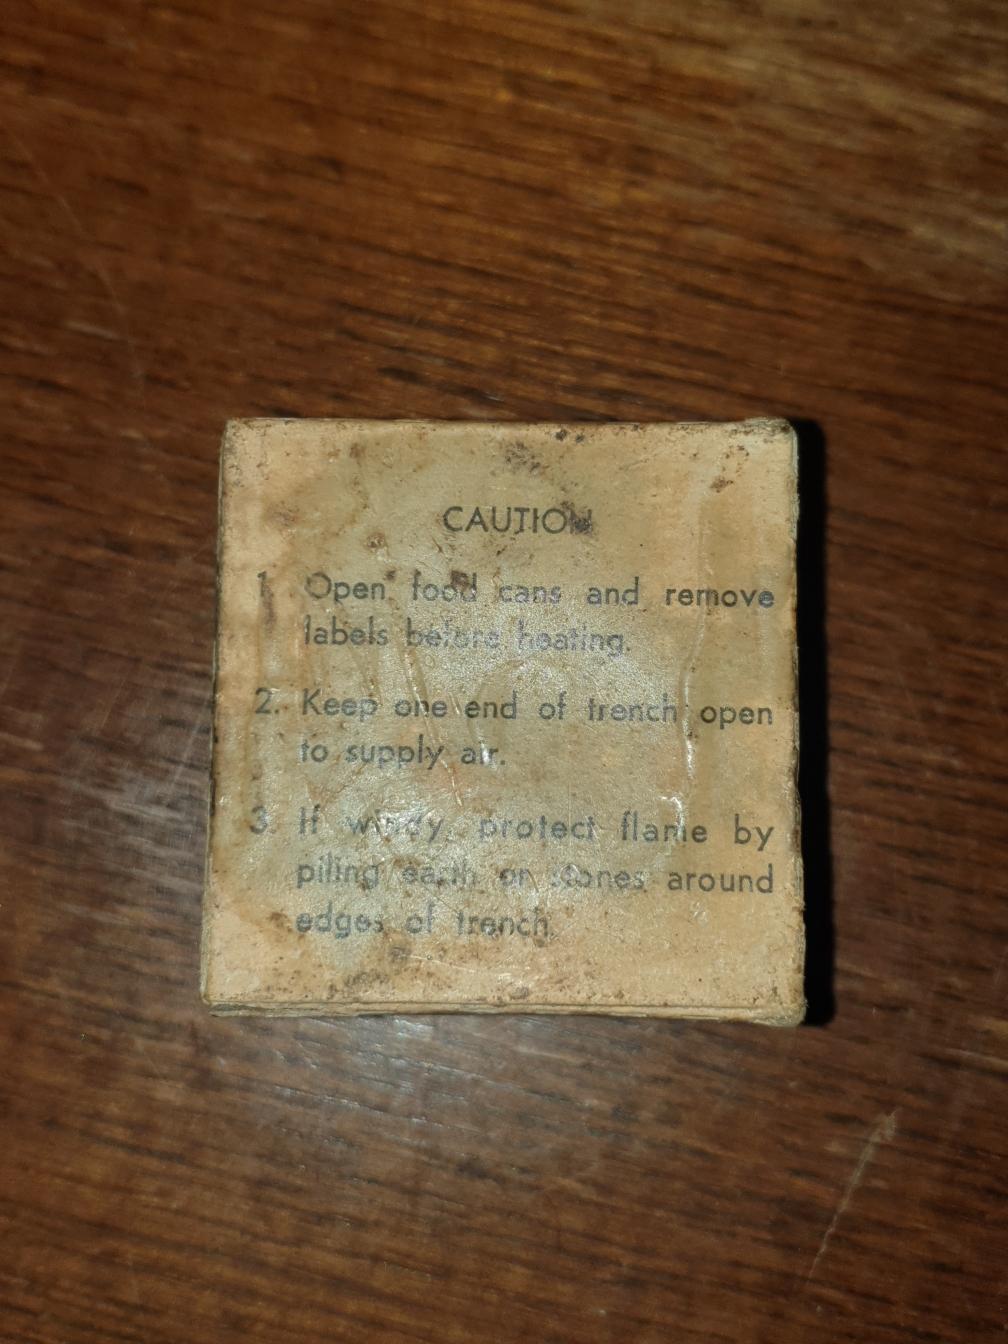 CAUTION
1. Open food cans and remove
labels before heating.
2. Keep one end of trench open
to supply air.
3. If windy, protect flame by
piling earth or stones around
edges of trench.